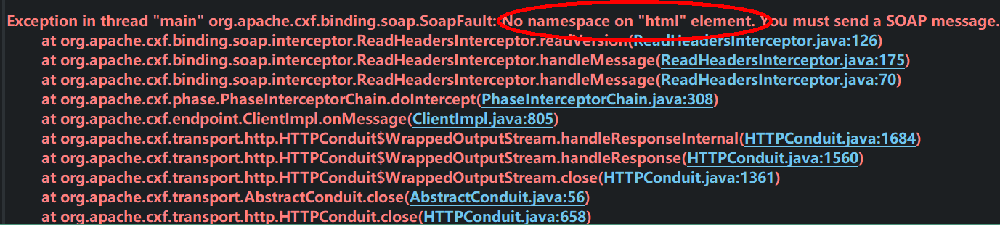 Exception in thread "main" org.apache.cxf.binding.soap.SoapFault: No namespace on "html" element. You must send a SOAP message.
at org.apache.cxf.binding.soap.interceptor.ReadHeadersInterceptor.readVersion(ReadHeadersInterceptor.java:126)
at org.apache.cxf.binding.soap.interceptor.ReadHeadersInterceptor.handleMessage(ReadHeadersInterceptor.java:175)
at org.apache.cxf.binding.soap.interceptor.ReadHeadersInterceptor.handleMessage(ReadHeadersInterceptor.java:70)
at org.apache.cxf.phase.PhaseInterceptorChain.doIntercept(PhaseInterceptorChain.java:308)
at org.apache.cxf.endpoint.ClientImpl.onMessage(ClientImpl.java:805)
at org.apache.cxf.transport.http.HTTPConduit$WrappedOutputStream.handleResponseInternal(HTTPConduit.java:1684)
at org.apache.cxf.transport.http.HTTPConduit$WrappedOutputStream.handleResponse(HTTPConduit.java:1560)
at org.apache.cxf.transport.http.HTTPConduit$WrappedOutputStream.close(HTTPConduit.java:1361)
at org.apache.cxf.transport.AbstractConduit.close(AbstractConduit.java:56)
at org.apache.cxf.transport.http.HTTPConduit.close(HTTPConduit.java:658)